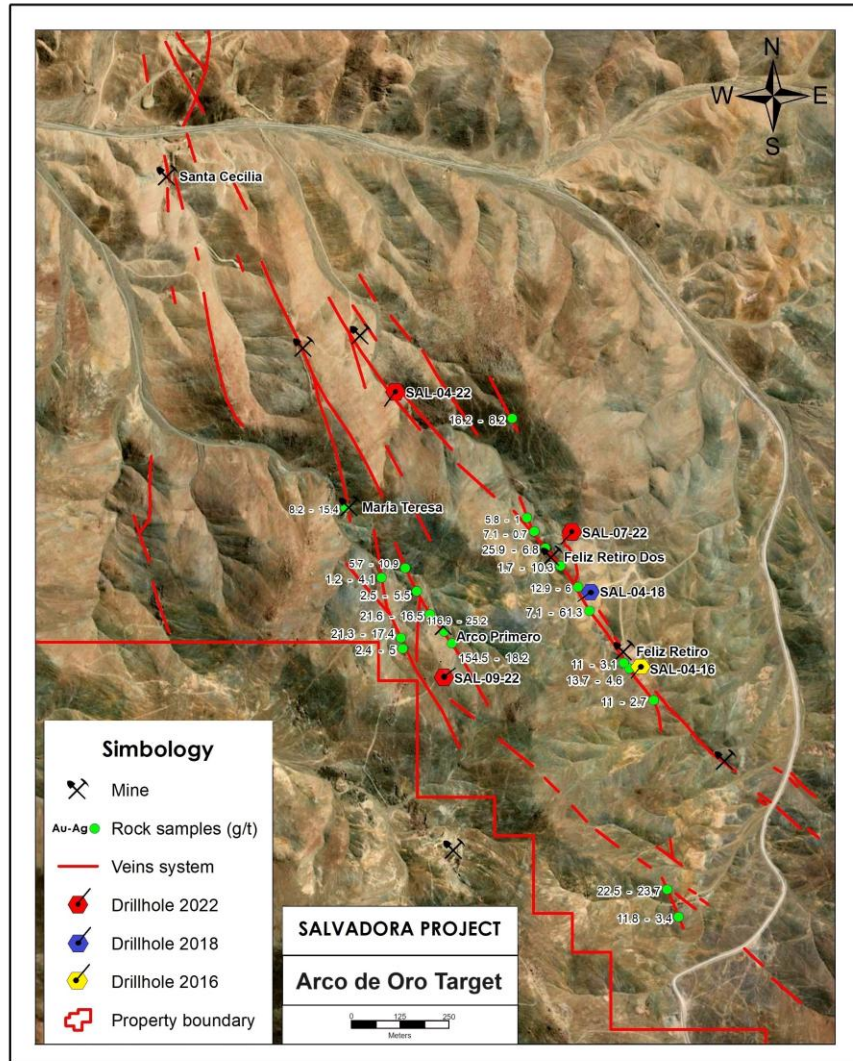 N
W E
S
Santa Cecilia
SAL-04-22
16.2 - 8.2
María Teresa
8.2 - 15.4
5.8 - 1
7.1 - 0.7
SAL-07-22
25.9 - 6.8
Feliz Retiro Dos
1.7 - 10.3
5.7 - 10.9
1.2 - 4.1
2.5 - 5.5
12.9 - 6
SAL-04-18
7.1 - 61.3
21.6 - 16.5
116.9 - 25.2
Arco Primero
21.3 - 17.4
2.4 - 5
154.5 - 18.2
Feliz Retiro
11 - 3.1
SAL-04-16
13.7 - 4.6
SAL-09-22
11 - 2.7
22.5 - 23.7
11.8 - 3.4
Simbology
Mine
Au-Ag Rock samples (g/t)
Veins system
Drillhole 2022
Drillhole 2018
Drillhole 2016
Property boundary
SALVADORA PROJECT
Arco de Oro Target
0 125 250
Meters